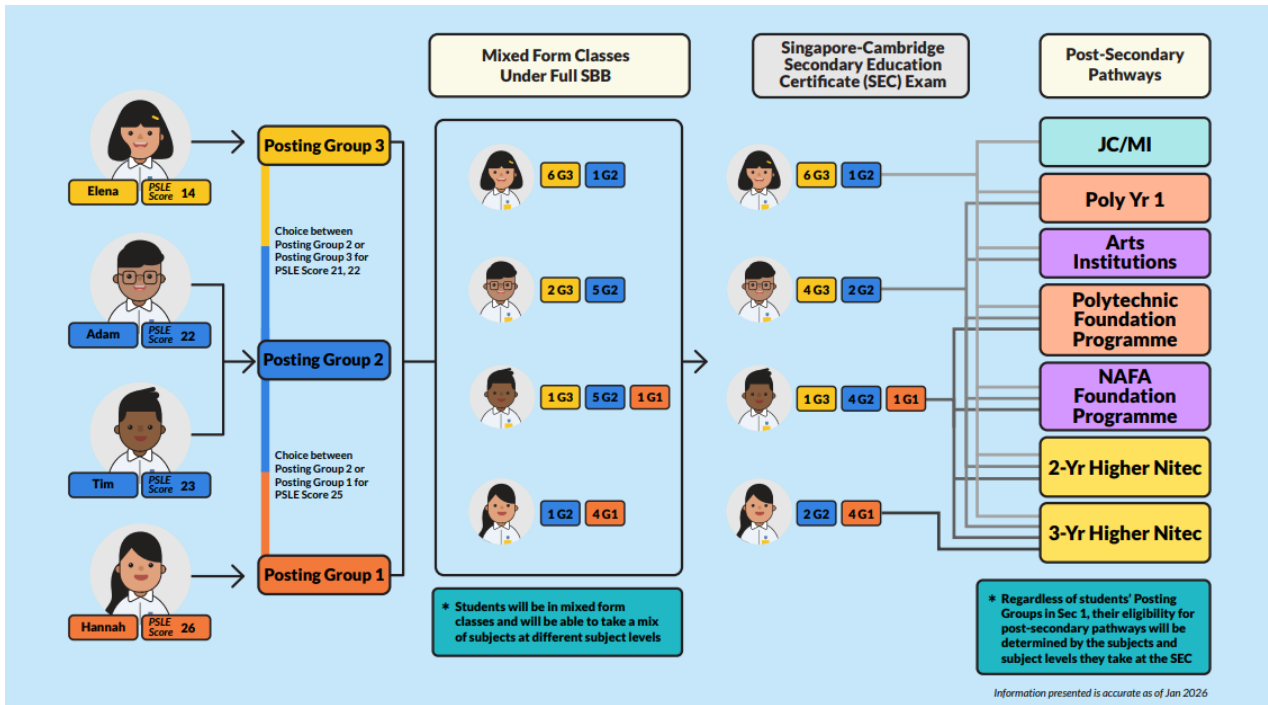 Mixed Form Classes
Under Full SBB
Singapore-Cambridge
Secondary Education
Certificate (SEC) Exam
Post-Secondary
Pathways
Elena
PSLE
Score 14
Adam
PSLE
Score 22
Tim
PSLE
Score 23
Hannah
PSLE
Score 26
Posting Group 3
Choice between
Posting Group 2 or
Posting Group 3 for
PSLE Score 21, 22
Posting Group 2
Choice between
Posting Group 2 or
Posting Group 1 for
PSLE Score 25
Posting Group 1
6 G3 1 G2
2 G3 5 G2
1 G3 5 G2 1 G1
1 G2 4 G1
* Students will be in mixed form
classes and will be able to take a mix
of subjects at different subject levels
6 G3 1 G2
4 G3 2 G2
1 G3 4 G2 1 G1
2 G2 4 G1
JC/MI
Poly Yr 1
Arts
Institutions
Polytechnic
Foundation
Programme
NAFA
Foundation
Programme
2-Yr Higher Nitec
3-Yr Higher Nitec
* Regardless of students' Posting
Groups in Sec 1, their eligibility for
post-secondary pathways will be
determined by the subjects and
subject levels they take at the SEC
Information presented is accurate as of Jan 2026